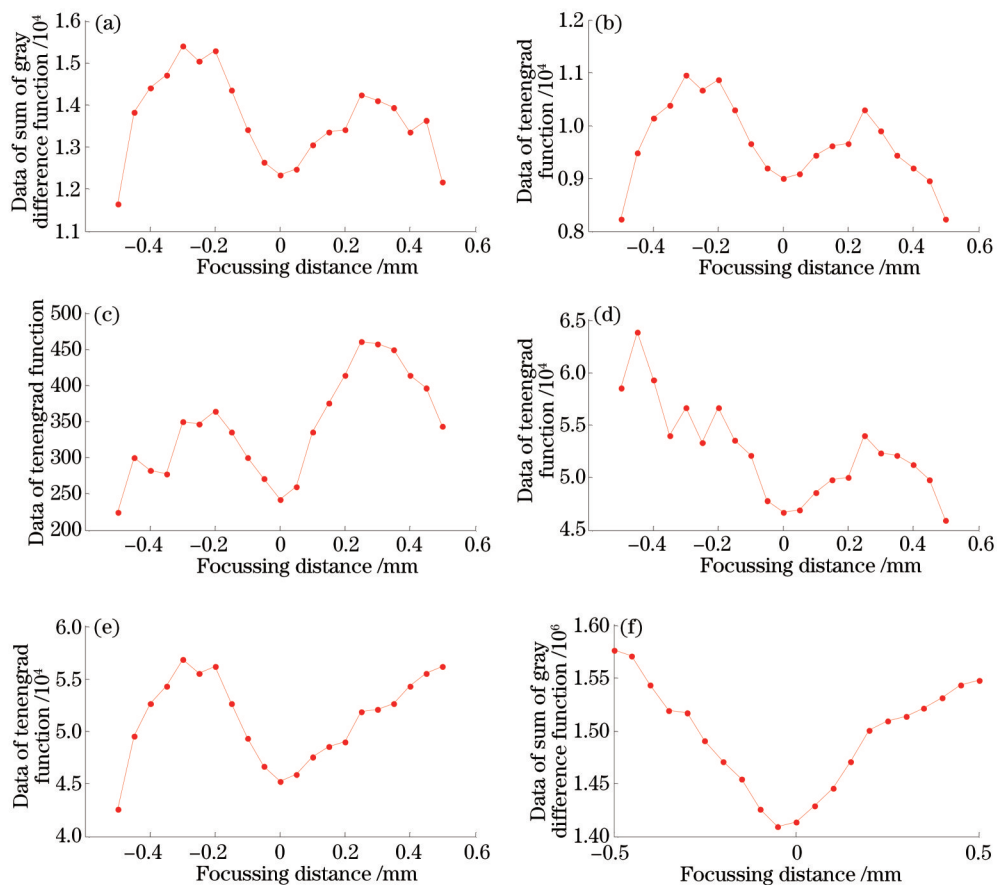 (a)
Data of sum of gray
difference function /10⁴
1.6
1.5
1.4
1.3
1.2
1.1
−0.4 −0.2 0 0.2 0.4 0.6
Focussing distance /mm
(b)
Data of tenengrad
function /10⁴
1.2
1.1
1.0
0.9
0.8
−0.4 −0.2 0 0.2 0.4 0.6
Focussing distance /mm
(c)
Data of tenengrad function
500
450
400
350
300
250
200
−0.4 −0.2 0 0.2 0.4 0.6
Focussing distance /mm
(d)
Data of tenengrad
function /10⁴
6.5
6.0
5.5
5.0
4.5
−0.4 −0.2 0 0.2 0.4 0.6
Focussing distance /mm
(e)
Data of tenengrad
function /10⁴
6.0
5.5
5.0
4.5
4.0
−0.4 −0.2 0 0.2 0.4 0.6
Focussing distance /mm
(f)
Data of sum of gray
difference function /10⁶
1.60
1.55
1.50
1.45
1.40
−0.5 0 0.5
Focussing distance /mm